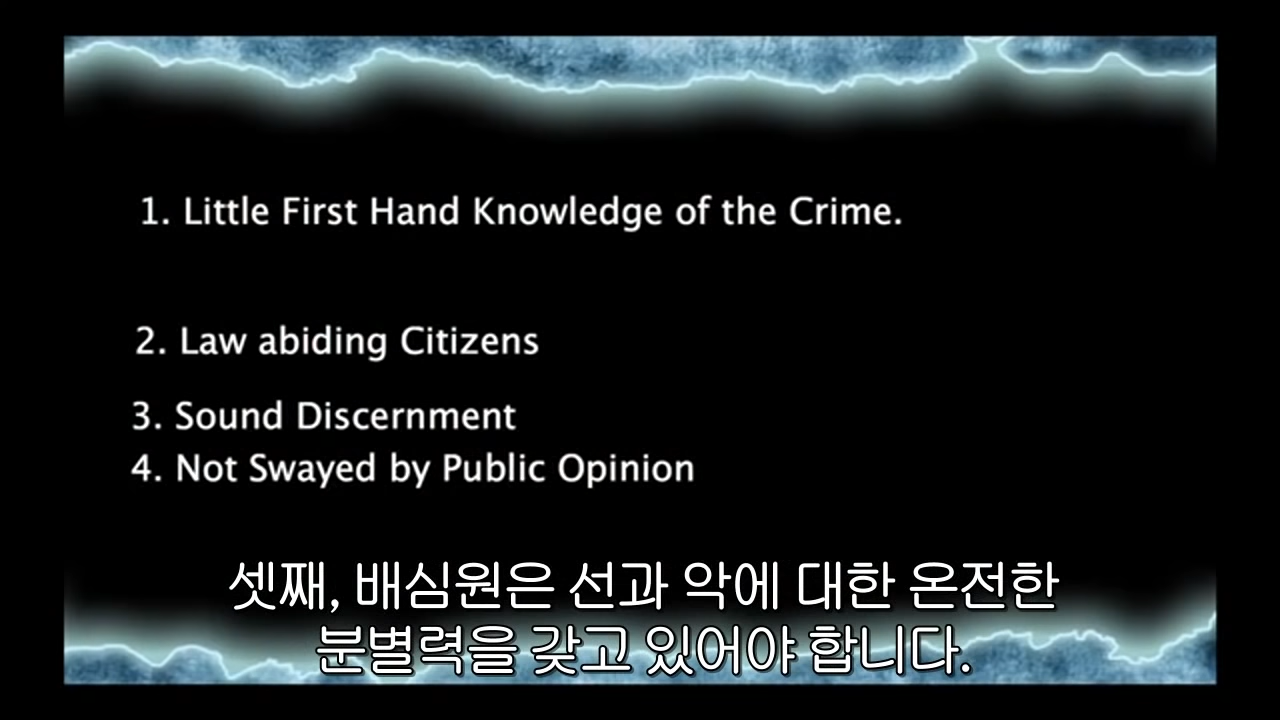 1. Little First Hand Knowledge of the Crime.
2. Law abiding Citizens
3. Sound Discernment
4. Not Swayed by Public Opinion
셋째, 배심원은 선과 악에 대한 온전한
분별력을 갖고 있어야 합니다.